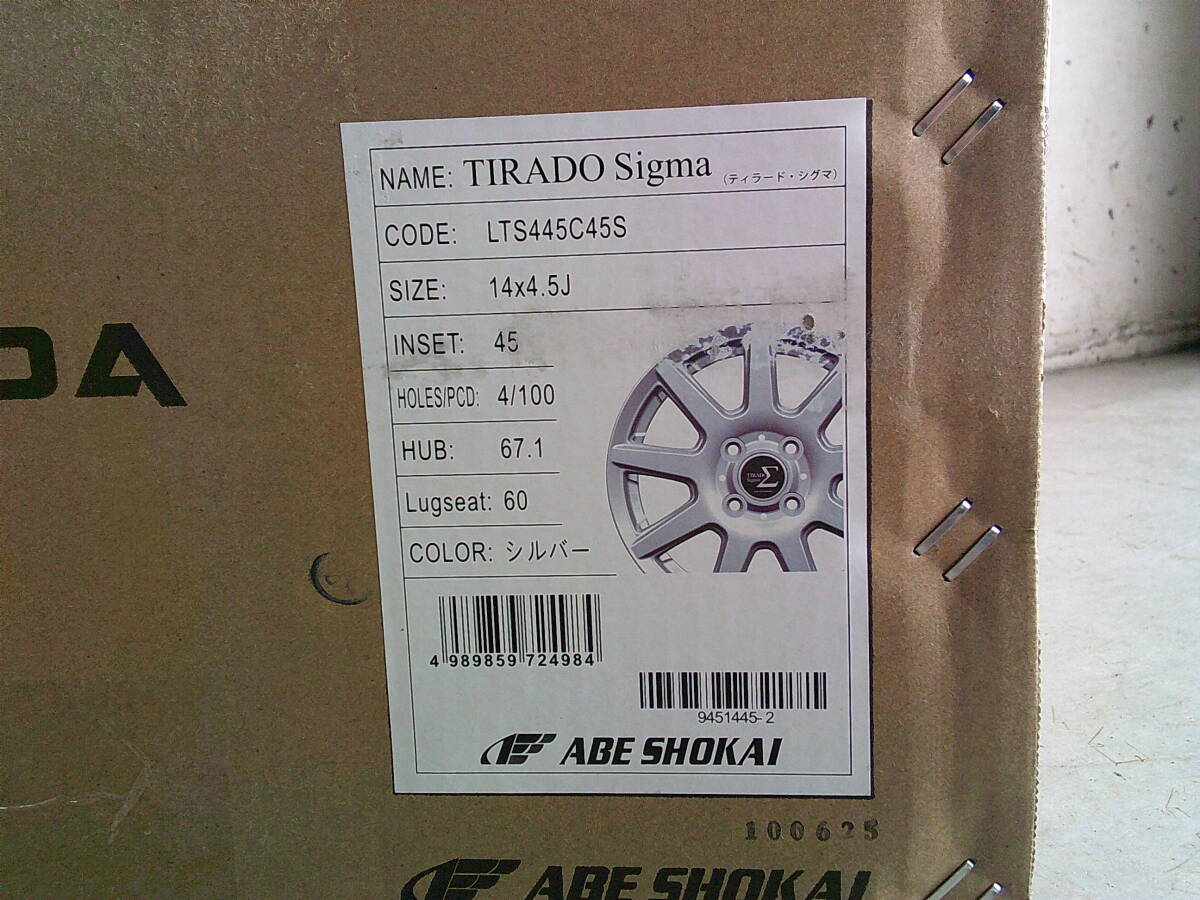 NAME: TIRADO Sigma (ティラード・シグマ)
CODE: LTS445C45S
SIZE: 14x4.5J
INSET: 45
HOLES/PCD: 4/100
HUB: 67.1
Lugseat: 60
COLOR: シルバー
TIRADO
Sigma
Σ
4 989859 724984
9451445-2
ABE SHOKAI
DA
100625
ABE SHOKAI